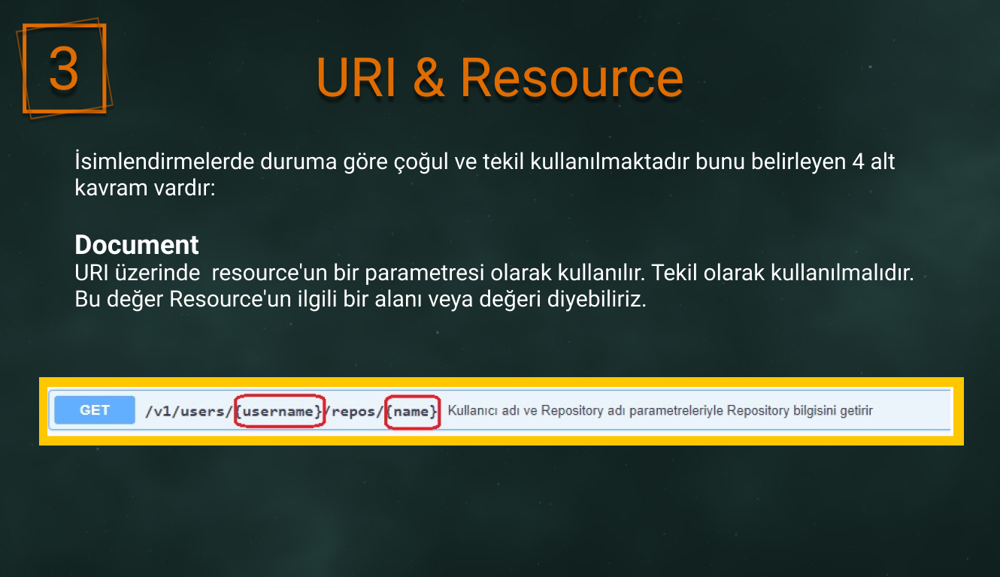 3
URI & Resource
İsimlendirmelerde duruma göre çoğul ve tekil kullanılmaktadır bunu belirleyen 4 alt
kavram vardır:
Document
URI üzerinde  resource'un bir parametresi olarak kullanılır. Tekil olarak kullanılmalıdır.
Bu değer Resource'un ilgili bir alanı veya değeri diyebiliriz.
GET /v1/users/{username}/repos/{name} Kullanıcı adı ve Repository adı parametreleriyle Repository bilgisini getirir